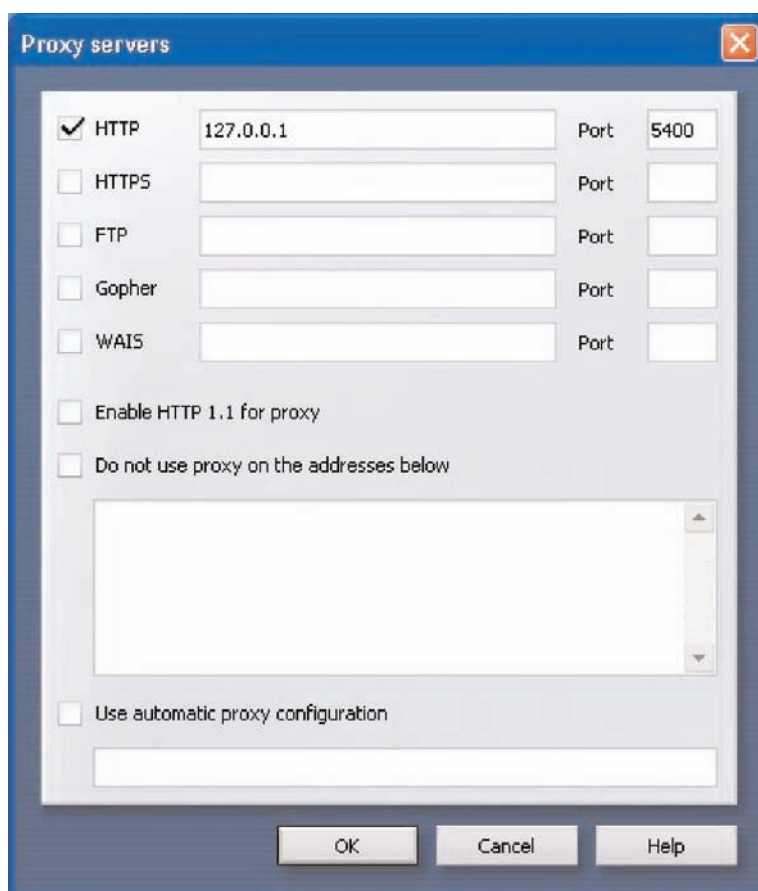 Proxy servers
HTTP 127.0.0.1 Port 5400
HTTPS Port
FTP Port
Gopher Port
WAIS Port
Enable HTTP 1.1 for proxy
Do not use proxy on the addresses below
Use automatic proxy configuration
OK Cancel Help